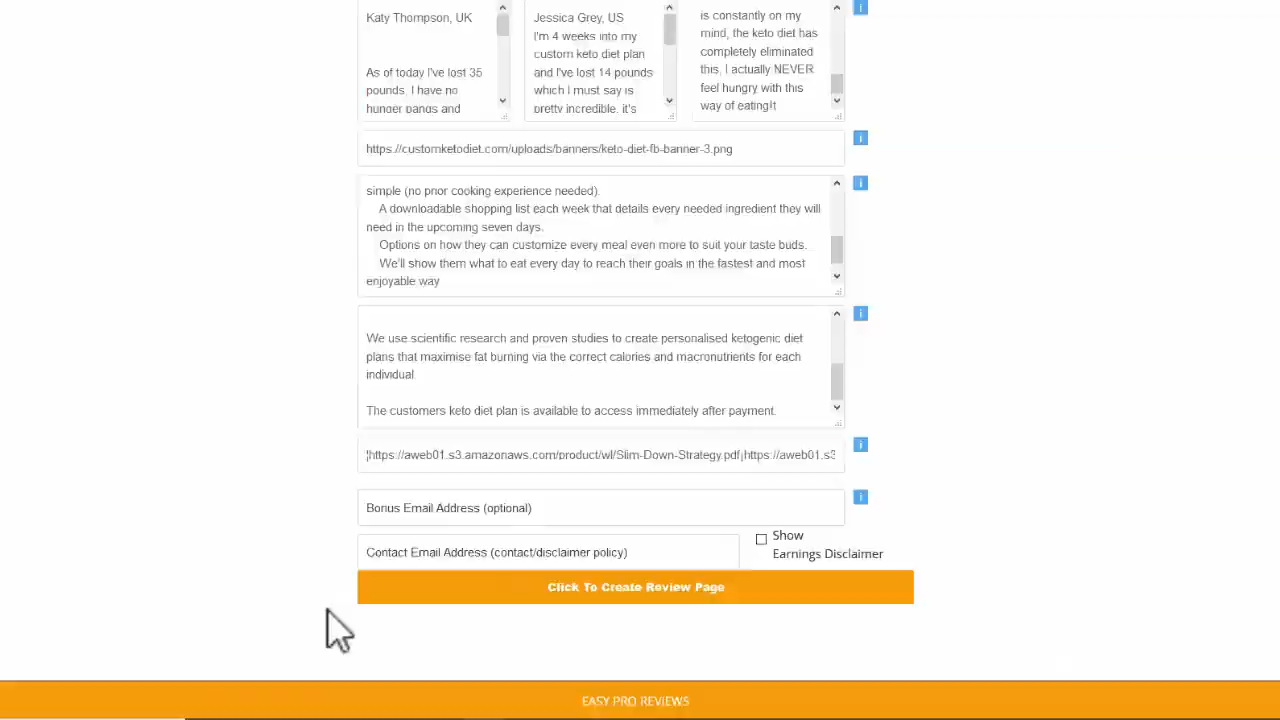 Katy Thompson, UK
As of today I've lost 35
pounds. I have no
hunger pangs and
Jessica Grey, US
I'm 4 weeks into my
custom keto diet plan
and I've lost 14 pounds
which I must say is
pretty incredible, it's
is constantly on my
mind, the keto diet has
completely eliminated
this, I actually NEVER
feel hungry with this
way of eating!t
https://customketodiet.com/uploads/banners/keto-diet-fb-banner-3.png
simple (no prior cooking experience needed).
A downloadable shopping list each week that details every needed ingredient they will
need in the upcoming seven days.
Options on how they can customize every meal even more to suit your taste buds.
We'll show them what to eat every day to reach their goals in the fastest and most
enjoyable way
We use scientific research and proven studies to create personalised ketogenic diet
plans that maximise fat burning via the correct calories and macronutrients for each
individual.
The customers keto diet plan is available to access immediately after payment.
|https://aweb01.s3.amazonaws.com/product/wl/Slim-Down-Strategy.pdf|https://aweb01.s3
Bonus Email Address (optional)
Contact Email Address (contact/disclaimer policy)
Show
Earnings Disclaimer
Click To Create Review Page
EASY PRO REVIEWS